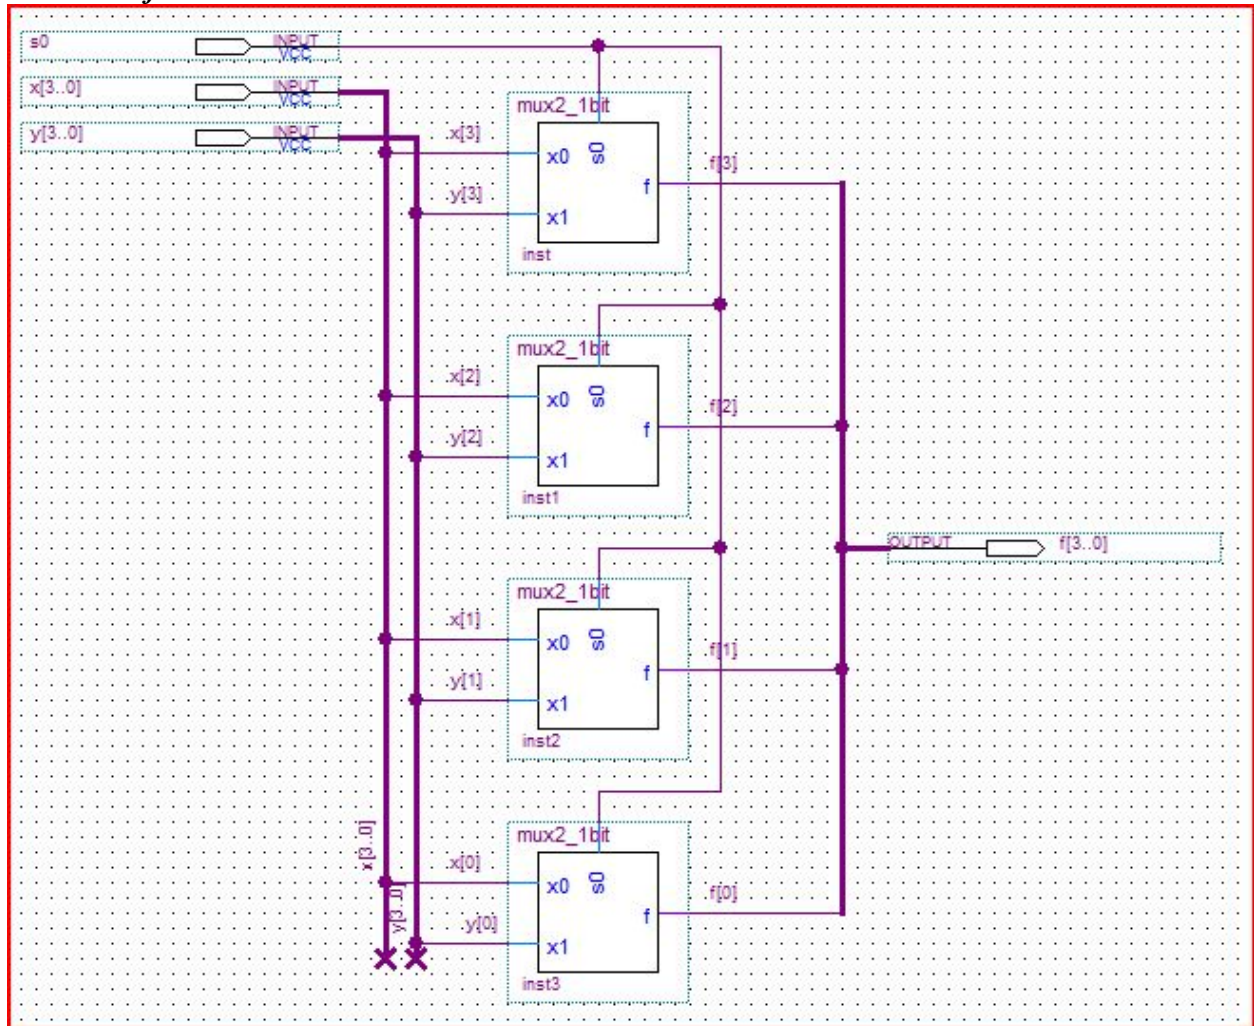 s0 INPUT VCC
x[3..0] INPUT VCC
y[3..0] INPUT VCC
mux2_1bit
x[3] x0 s0 f[3]
f
y[3] x1
inst
mux2_1bit
x[2] x0 s0 f[2]
f
y[2] x1
inst1
OUTPUT f[3..0]
mux2_1bit
x[1] x0 s0 f[1]
f
y[1] x1
inst2
x[3..0]
y[3..0]
mux2_1bit
x[0] x0 s0 f[0]
f
y[0] x1
inst3